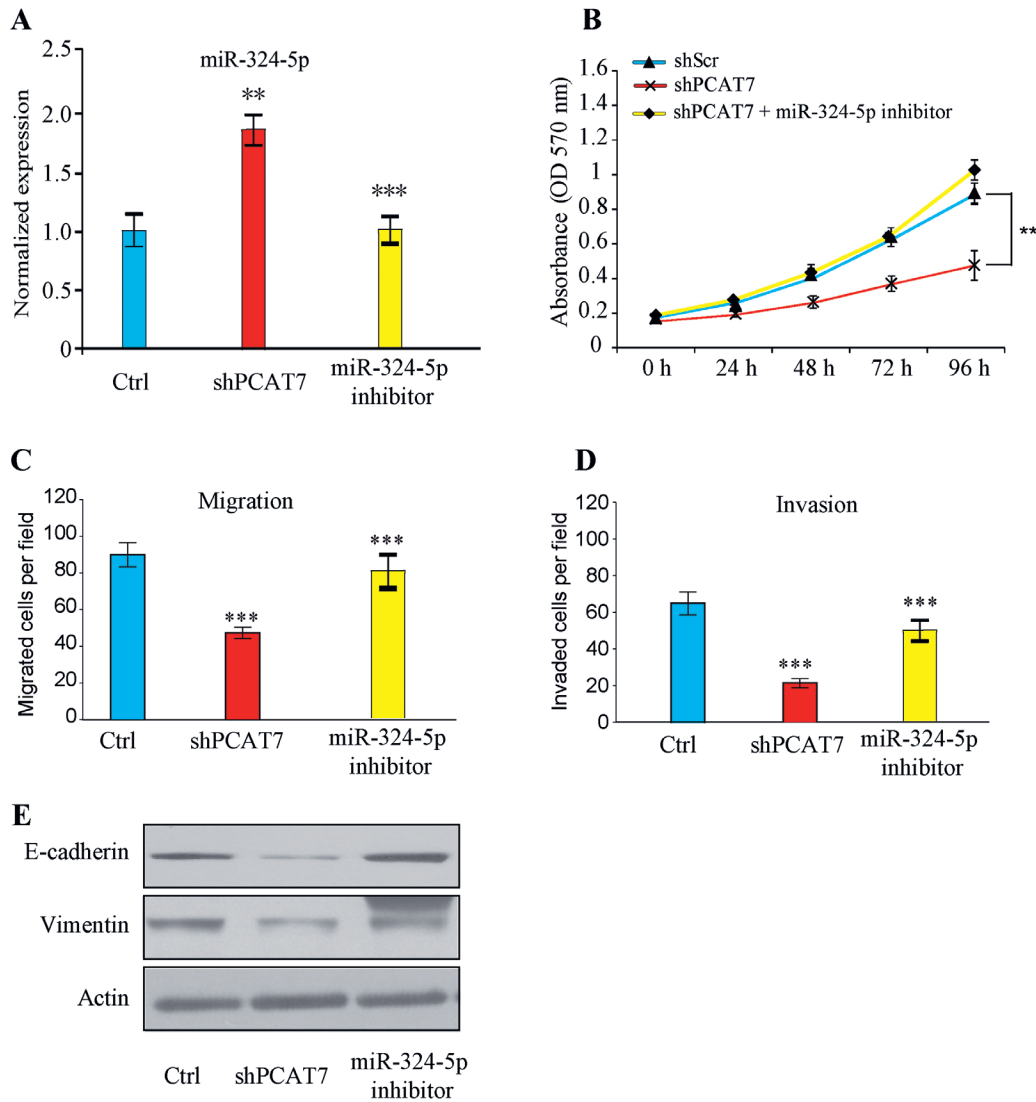 A
miR-324-5p
Normalized expression
2.5
2.0
1.5
1.0
2.5
0
**
***
Ctrl
shPCAT7
miR-324-5p
inhibitor
B
shScr
shPCAT7
shPCAT7 + miR-324-5p inhibitor
Absorbance (OD 570 nm)
1.6
1.4
1.2
1
0.8
0.6
0.4
0.2
0
**
0 h
24 h
48 h
72 h
96 h
C
Migration
Migrated cells per field
120
100
80
60
40
20
0
***
***
Ctrl
shPCAT7
miR-324-5p
inhibitor
D
Invasion
Invaded cells per field
120
100
80
60
40
20
0
***
***
Ctrl
shPCAT7
miR-324-5p
inhibitor
E
E-cadherin
Vimentin
Actin
Ctrl
shPCAT7
miR-324-5p
inhibitor